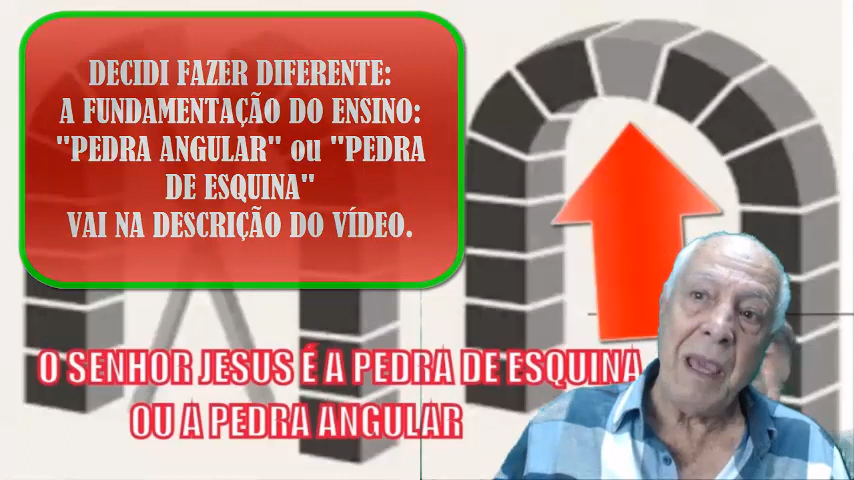 DECIDI FAZER DIFERENTE:
A FUNDAMENTAÇÃO DO ENSINO:
"PEDRA ANGULAR" ou "PEDRA
DE ESQUINA"
VAI NA DESCRIÇÃO DO VÍDEO.
O SENHOR JESUS É A PEDRA DE ESQUINA
OU A PEDRA ANGULAR